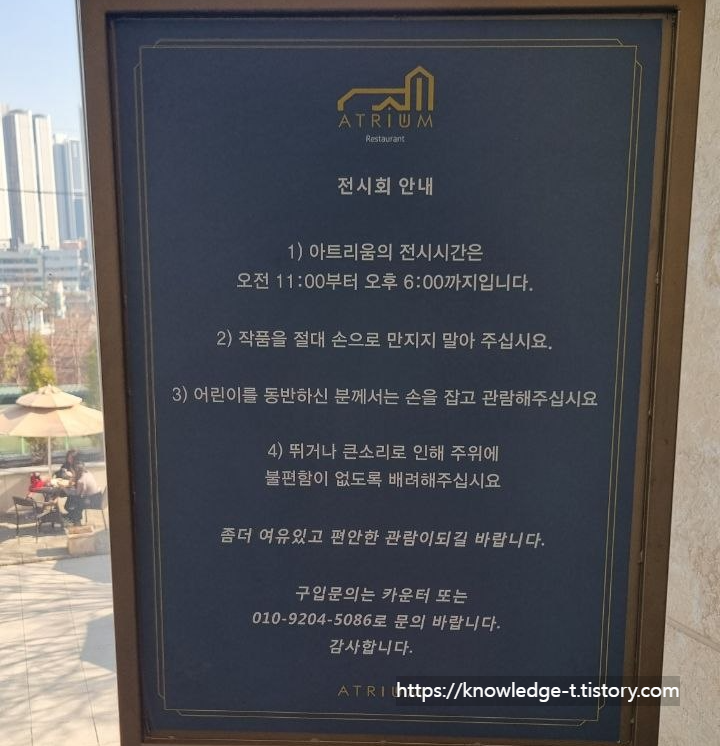 ATRIUM
Restaurant
전시회 안내
1) 아트리움의 전시시간은
오전 11:00부터 오후 6:00까지입니다.
2) 작품을 절대 손으로 만지지 말아 주십시요.
3) 어린이를 동반하신 분께서는 손을 잡고 관람해주십시요
4) 뛰거나 큰소리로 인해 주위에
불편함이 없도록 배려해주십시요
좀더 여유있고 편안한 관람이되길 바랍니다.
구입문의는 카운터 또는
010-9204-5086로 문의 바랍니다.
감사합니다.
ATRIU
https://knowledge-t.tistory.com